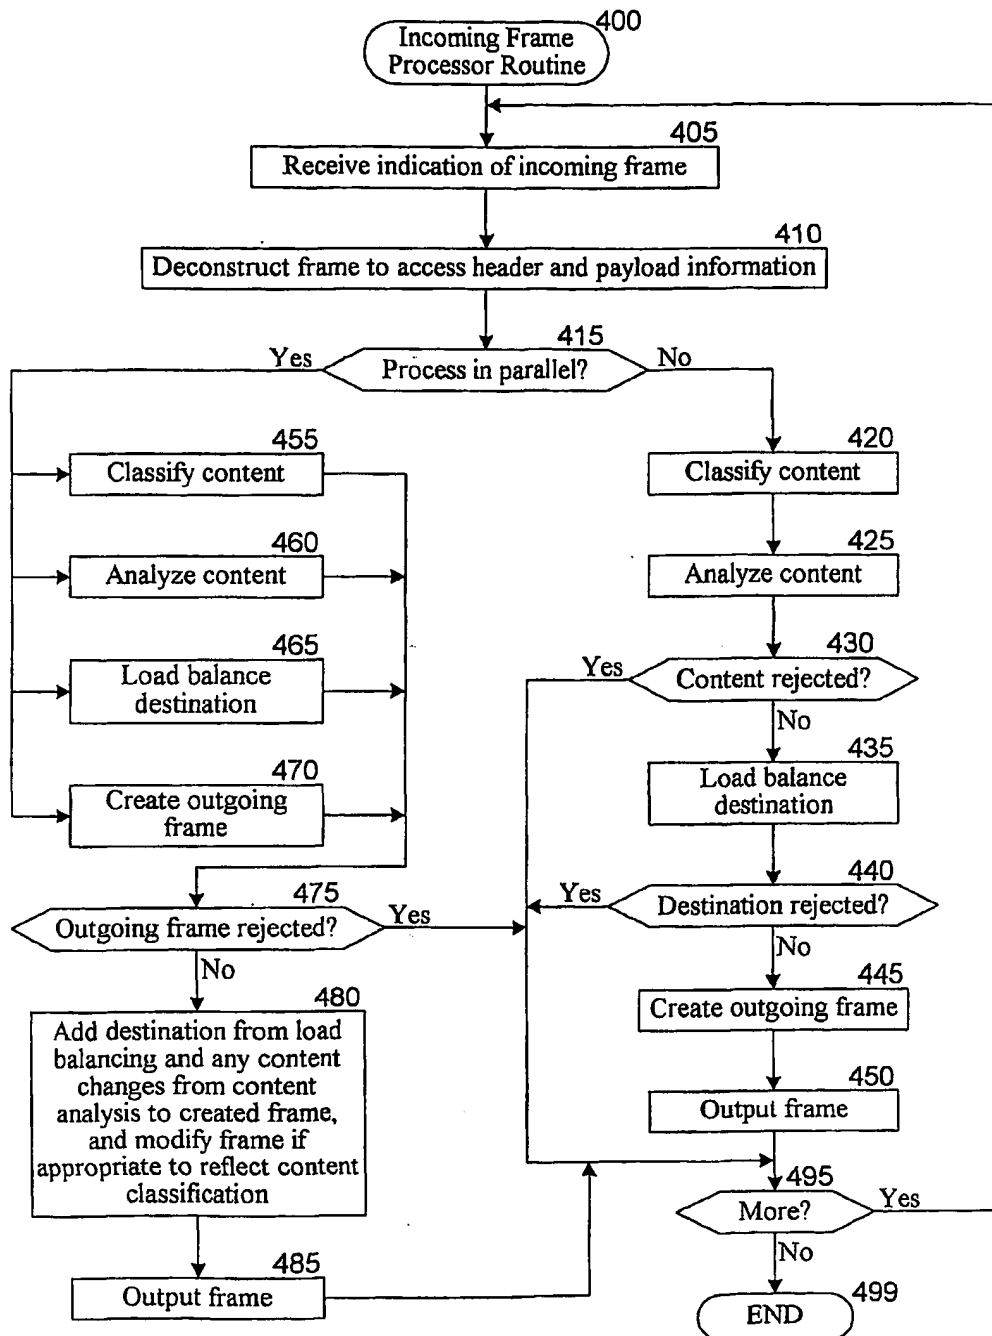 400
Incoming Frame
Processor Routine
405
Receive indication of incoming frame
410
Deconstruct frame to access header and payload information
415
Yes
Process in parallel?
No
455
Classify content
460
Analyze content
465
Load balance
destination
470
Create outgoing
frame
475
Outgoing frame rejected?
Yes
No
480
Add destination from load
balancing and any content
changes from content
analysis to created frame,
and modify frame if
appropriate to reflect content
classification
485
Output frame
420
Classify content
425
Analyze content
430
Yes
Content rejected?
No
435
Load balance
destination
440
Yes
Destination rejected?
No
445
Create outgoing frame
450
Output frame
495
More?
Yes
No
499
END